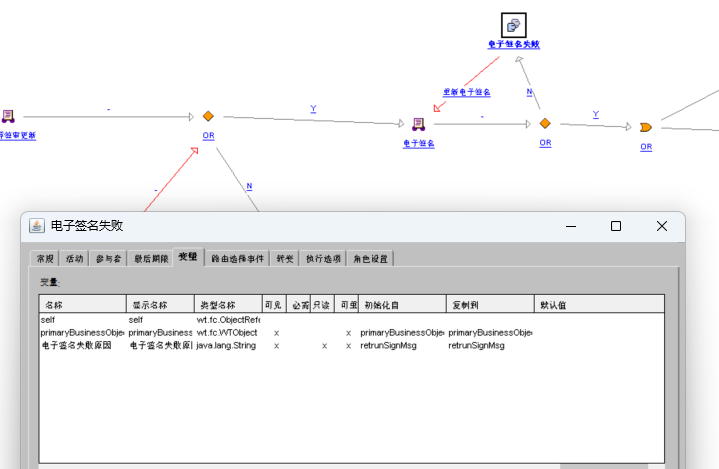 电子签名失败
重新电子签名
N
-
Y
-
Y
OR
电子签名
OR
OR
-
N
电子签名失败
常规 活动 参与者 最后期限 变量 路由选择事件 转变 执行选项 角色设置
变量:
名称 显示名称 类型名称 可见 必需 只读 可重 初始化自 复制到 默认值
self self wt.fc.ObjectRefe
primaryBusinessObje primaryBusiness wt.fc.WTObject x x primaryBusinessObje primaryBusinessObje
电子签名失败原因 电子签名失败原 java.lang.String x x x retrunSignMsg retrunSignMsg